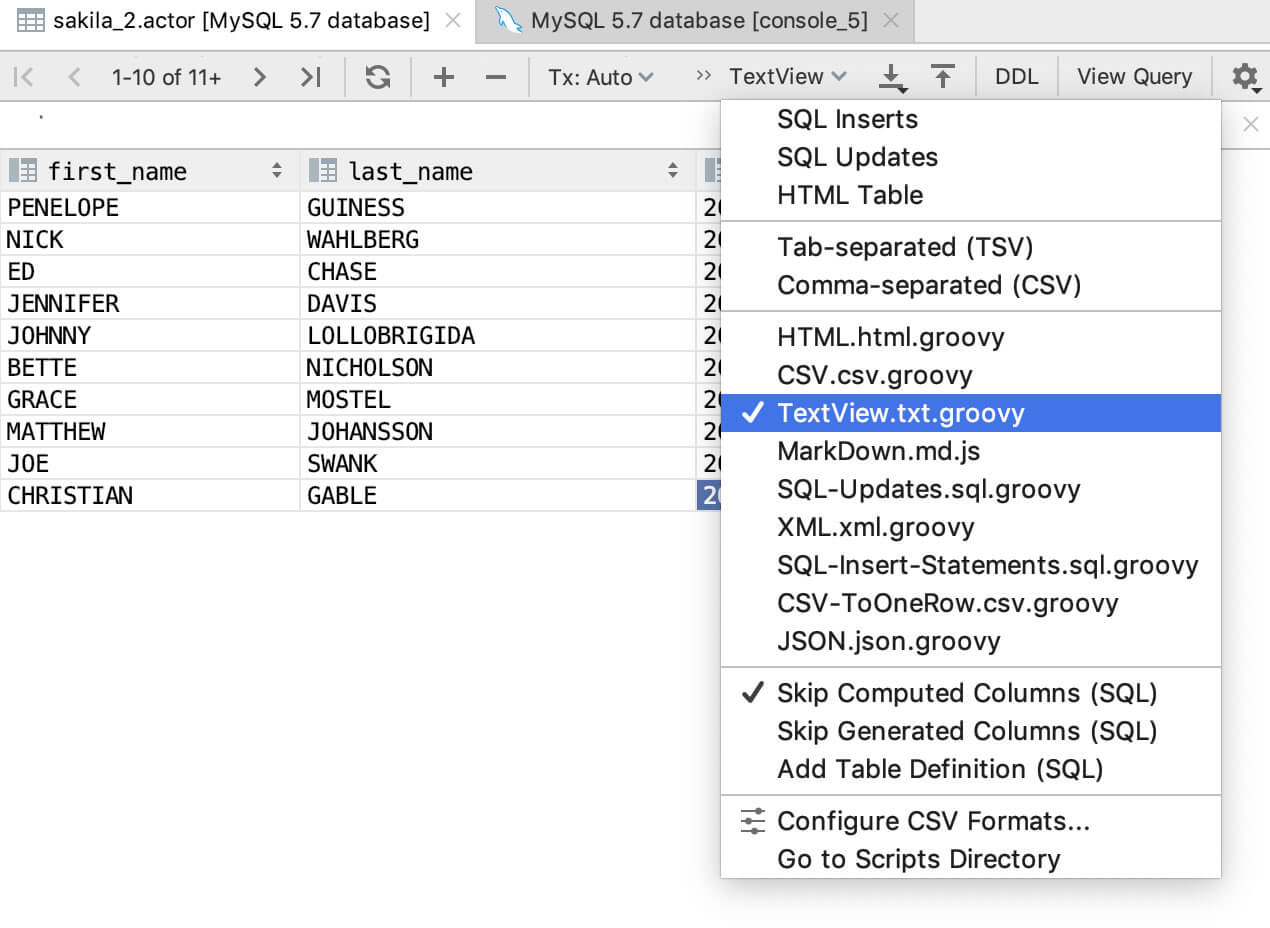 sakila_2.actor [MySQL 5.7 database]
MySQL 5.7 database [console_5]
1-10 of 11+
Tx: Auto
TextView
DDL
View Query
first_name last_name
PENELOPE GUINESS 20
NICK WAHLBERG 20
ED CHASE 20
JENNIFER DAVIS 20
JOHNNY LOLLOBRIGIDA 20
BETTE NICHOLSON 20
GRACE MOSTEL 20
MATTHEW JOHANSSON 20
JOE SWANK 20
CHRISTIAN GABLE 20
SQL Inserts
SQL Updates
HTML Table
Tab-separated (TSV)
Comma-separated (CSV)
HTML.html.groovy
CSV.csv.groovy
TextView.txt.groovy
MarkDown.md.js
SQL-Updates.sql.groovy
XML.xml.groovy
SQL-Insert-Statements.sql.groovy
CSV-ToOneRow.csv.groovy
JSON.json.groovy
Skip Computed Columns (SQL)
Skip Generated Columns (SQL)
Add Table Definition (SQL)
Configure CSV Formats...
Go to Scripts Directory